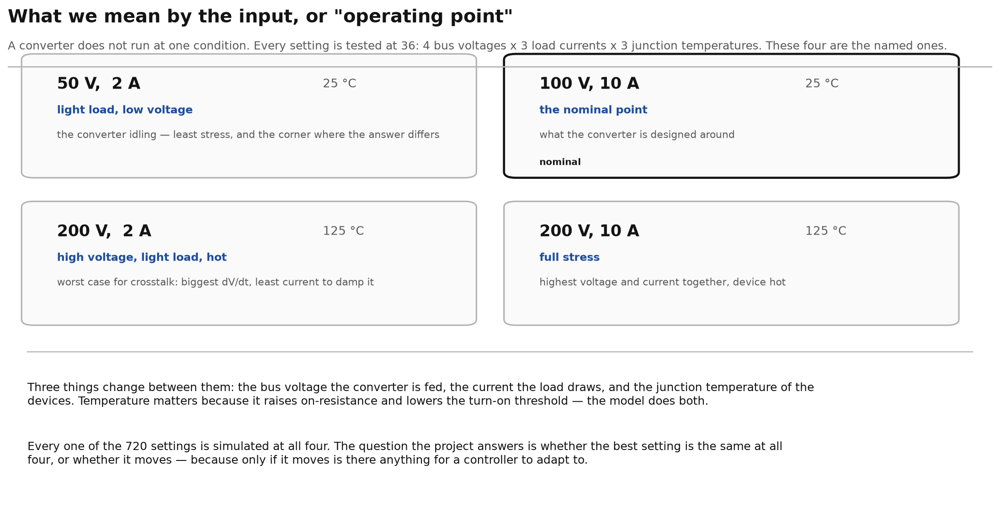 What we mean by the input, or "operating point"
A converter does not run at one condition. Every setting is tested at 36: 4 bus voltages x 3 load currents x 3 junction temperatures. These four are the named ones.
50 V,  2 A
25 °C
light load, low voltage
the converter idling — least stress, and the corner where the answer differs
100 V, 10 A
25 °C
the nominal point
what the converter is designed around
nominal
200 V,  2 A
125 °C
high voltage, light load, hot
worst case for crosstalk: biggest dV/dt, least current to damp it
200 V, 10 A
125 °C
full stress
highest voltage and current together, device hot
Three things change between them: the bus voltage the converter is fed, the current the load draws, and the junction temperature of the
devices. Temperature matters because it raises on-resistance and lowers the turn-on threshold — the model does both.
Every one of the 720 settings is simulated at all four. The question the project answers is whether the best setting is the same at all
four, or whether it moves — because only if it moves is there anything for a controller to adapt to.